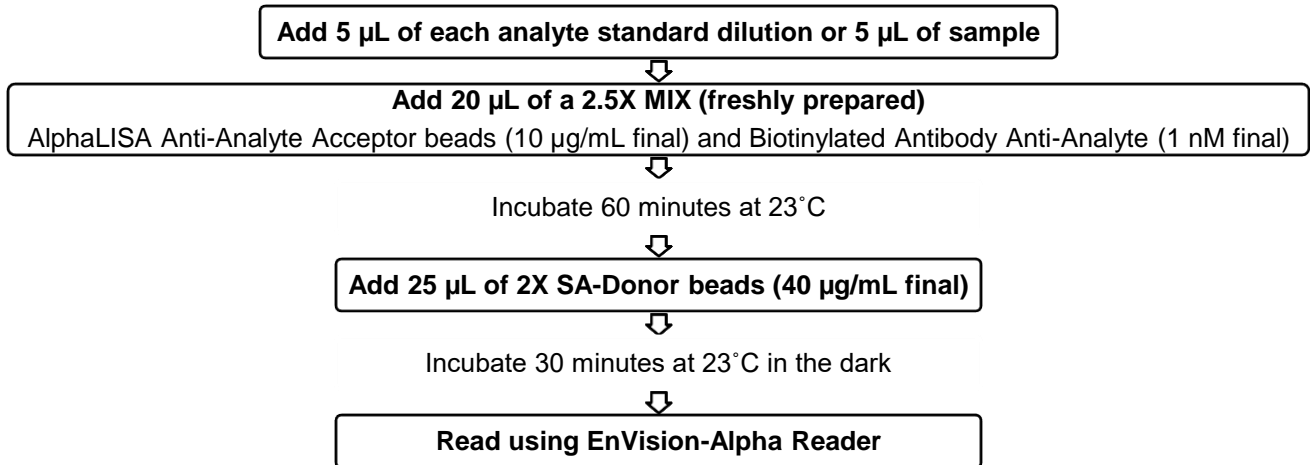 Add 5 µL of each analyte standard dilution or 5 µL of sample
Add 20 µL of a 2.5X MIX (freshly prepared)
AlphaLISA Anti-Analyte Acceptor beads (10 µg/mL final) and Biotinylated Antibody Anti-Analyte (1 nM final)
Incubate 60 minutes at 23˚C
Add 25 µL of 2X SA-Donor beads (40 µg/mL final)
Incubate 30 minutes at 23˚C in the dark
Read using EnVision-Alpha Reader